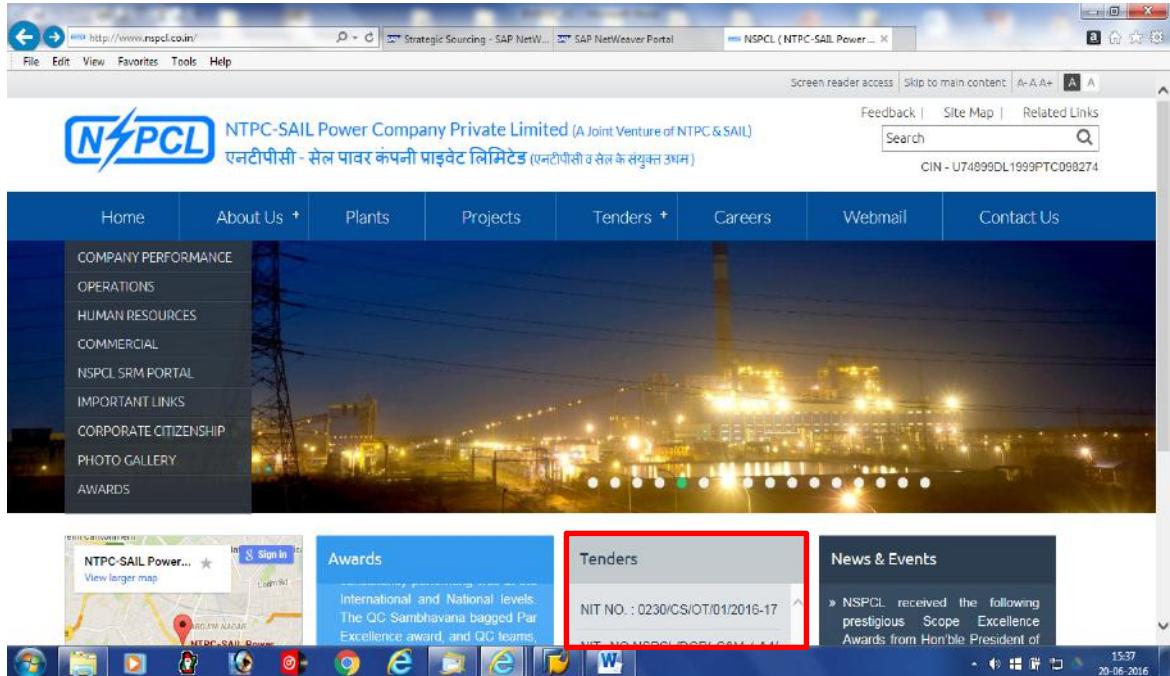 http://www.nspcl.co.in/
Strategic Sourcing - SAP NetW...
SAP NetWeaver Portal
NSPCL ( NTPC-SAIL Power ...
File Edit View Favorites Tools Help
Screen reader access Skip to main content A- A A+ A A
Feedback | Site Map | Related Links
NSPCL
NTPC-SAIL Power Company Private Limited (A Joint Venture of NTPC & SAIL)
Search
एनटीपीसी - सेल पावर कंपनी प्राइवेट लिमिटेड (एनटीपीसी व सेल के संयुक्त उधम)
CIN - U74899DL1999PTC098274
Home About Us + Plants Projects Tenders + Careers Webmail Contact Us
COMPANY PERFORMANCE
OPERATIONS
HUMAN RESOURCES
COMMERCIAL
NSPCL SRM PORTAL
IMPORTANT LINKS
CORPORATE CITIZENSHIP
PHOTO GALLERY
AWARDS
NTPC-SAIL Power...
View larger map
Sign in
NTPC-SAIL Power
Awards
International and National levels.
The QC Sambhavana bagged Par
Excellence award, and QC teams,
Tenders
NIT NO. : 0230/CS/OT/01/2016-17
News & Events
» NSPCL received the following
prestigious Scope Excellence
Awards from Hon'ble President of
15:37
20-06-2016